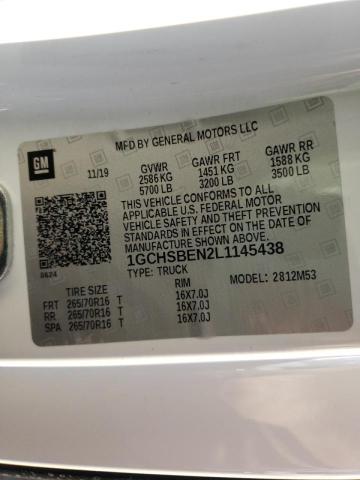 MFD BY GENERAL MOTORS LLC
GM
11/19
GVWR GAWR FRT GAWR RR
2586 KG 1451 KG 1588 KG
5700 LB 3200 LB 3500 LB
THIS VEHICLE CONFORMS TO ALL
APPLICABLE U.S. FEDERAL MOTOR
VEHICLE SAFETY AND THEFT PREVENTION
STANDARDS IN EFFECT ON THE DATE
OF MANUFACTURE SHOWN ABOVE.
1GCHSBEN2L1145438
TYPE: TRUCK
0624
MODEL: 2812M53
TIRE SIZE RIM
FRT 265/70R16 T 16X7.0J
RR 265/70R16 T 16X7.0J
SPA 265/70R16 T 16X7.0J